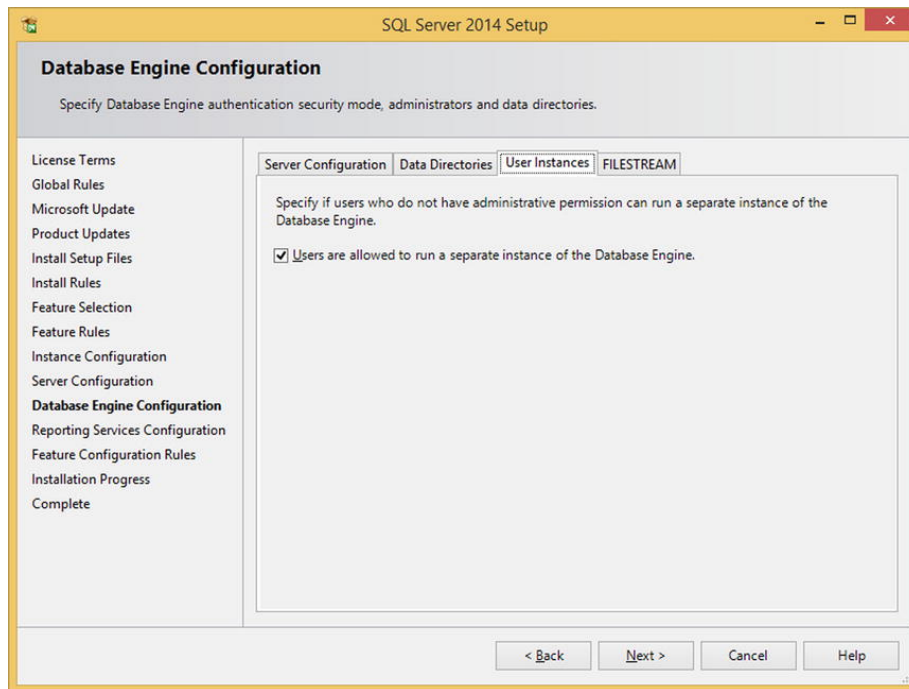 SQL Server 2014 Setup
Database Engine Configuration
Specify Database Engine authentication security mode, administrators and data directories.
License Terms
Global Rules
Microsoft Update
Product Updates
Install Setup Files
Install Rules
Feature Selection
Feature Rules
Instance Configuration
Server Configuration
Database Engine Configuration
Reporting Services Configuration
Feature Configuration Rules
Installation Progress
Complete
Server Configuration Data Directories User Instances FILESTREAM
Specify if users who do not have administrative permission can run a separate instance of the
Database Engine.
Users are allowed to run a separate instance of the Database Engine.
< Back Next > Cancel Help